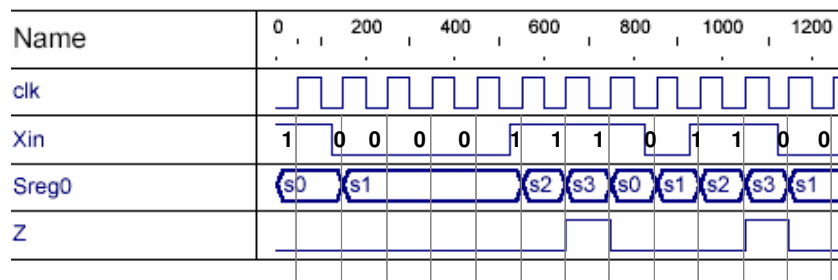 Name 0 200 400 600 800 1000 1200
clk
Xin 1 0 0 0 0 1 1 1 0 1 1 0 0
Sreg0 s0 s1 s2 s3 s0 s1 s2 s3 s1
Z